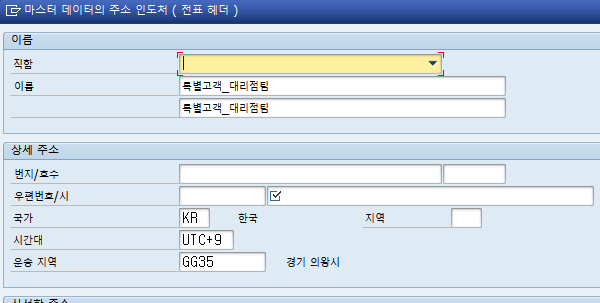 마스터 데이터의 주소 인도처 ( 전표 헤더 )
이름
직함
이름 특별고객_대리점팀
특별고객_대리점팀
상세 주소
번지/호수
우편번호/시
국가 KR 한국 지역
시간대 UTC+9
운송 지역 GG35 경기 의왕시